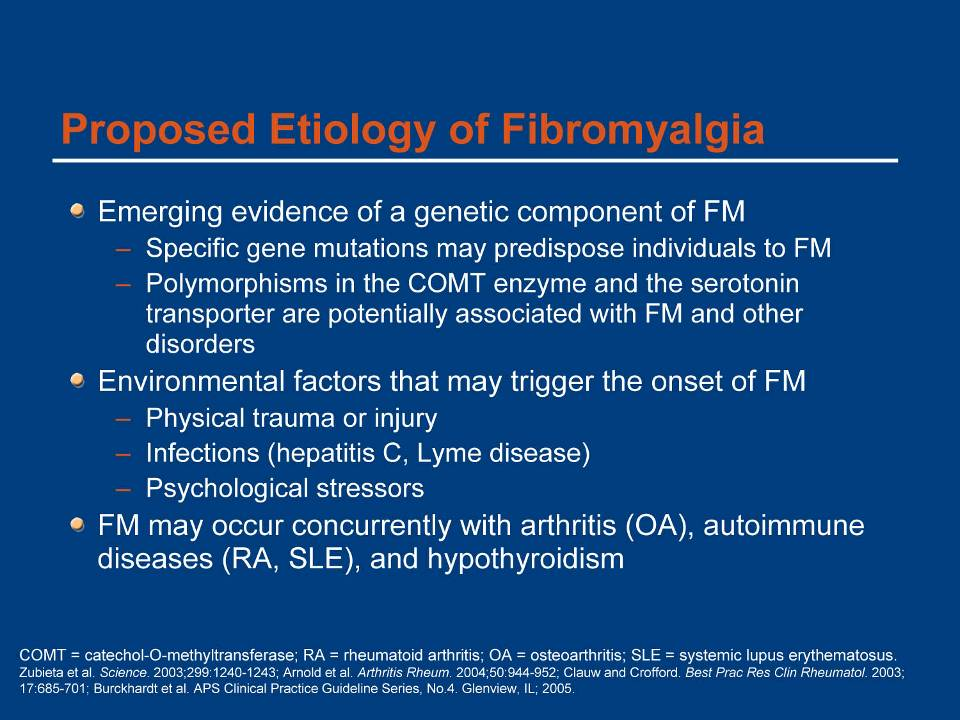 Proposed Etiology of Fibromyalgia
Emerging evidence of a genetic component of FM
– Specific gene mutations may predispose individuals to FM
– Polymorphisms in the COMT enzyme and the serotonin
transporter are potentially associated with FM and other
disorders
Environmental factors that may trigger the onset of FM
– Physical trauma or injury
– Infections (hepatitis C, Lyme disease)
– Psychological stressors
FM may occur concurrently with arthritis (OA), autoimmune
diseases (RA, SLE), and hypothyroidism
COMT = catechol-O-methyltransferase; RA = rheumatoid arthritis; OA = osteoarthritis; SLE = systemic lupus erythematosus.
Zubieta et al. Science. 2003;299:1240-1243; Arnold et al. Arthritis Rheum. 2004;50:944-952; Clauw and Crofford. Best Prac Res Clin Rheumatol. 2003;
17:685-701; Burckhardt et al. APS Clinical Practice Guideline Series, No.4. Glenview, IL; 2005.